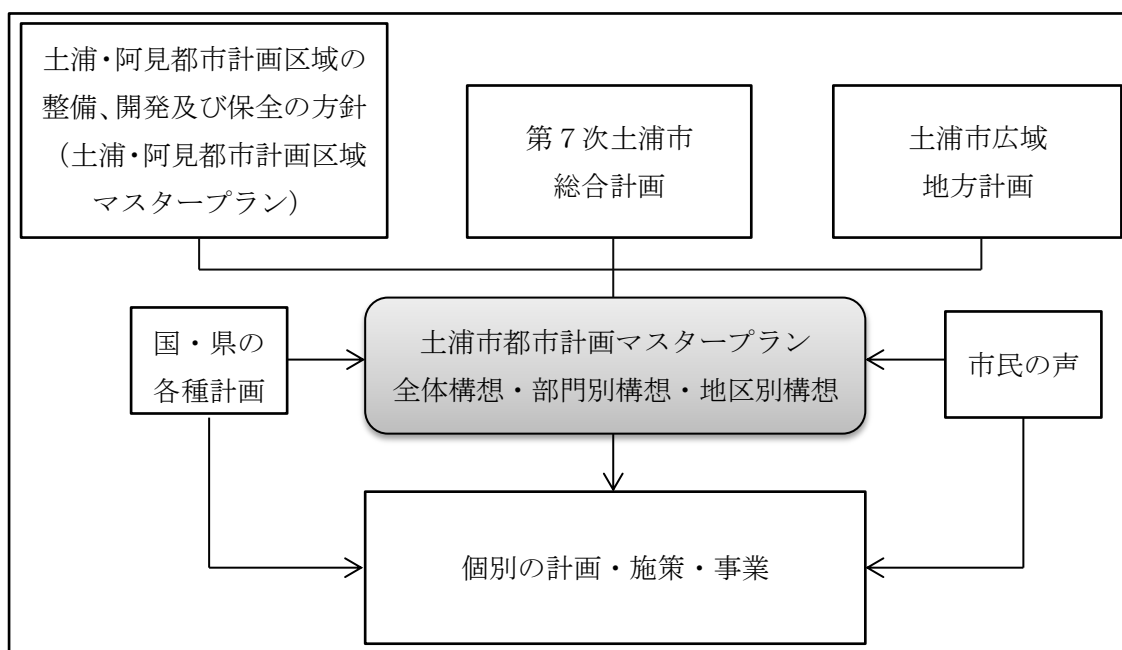 土浦・阿見都市計画区域の
整備、開発及び保全の方針
（土浦・阿見都市計画区域
マスタープラン）
第７次土浦市
総合計画
土浦市広域
地方計画
国・県の
各種計画
土浦市都市計画マスタープラン
全体構想・部門別構想・地区別構想
市民の声
個別の計画・施策・事業